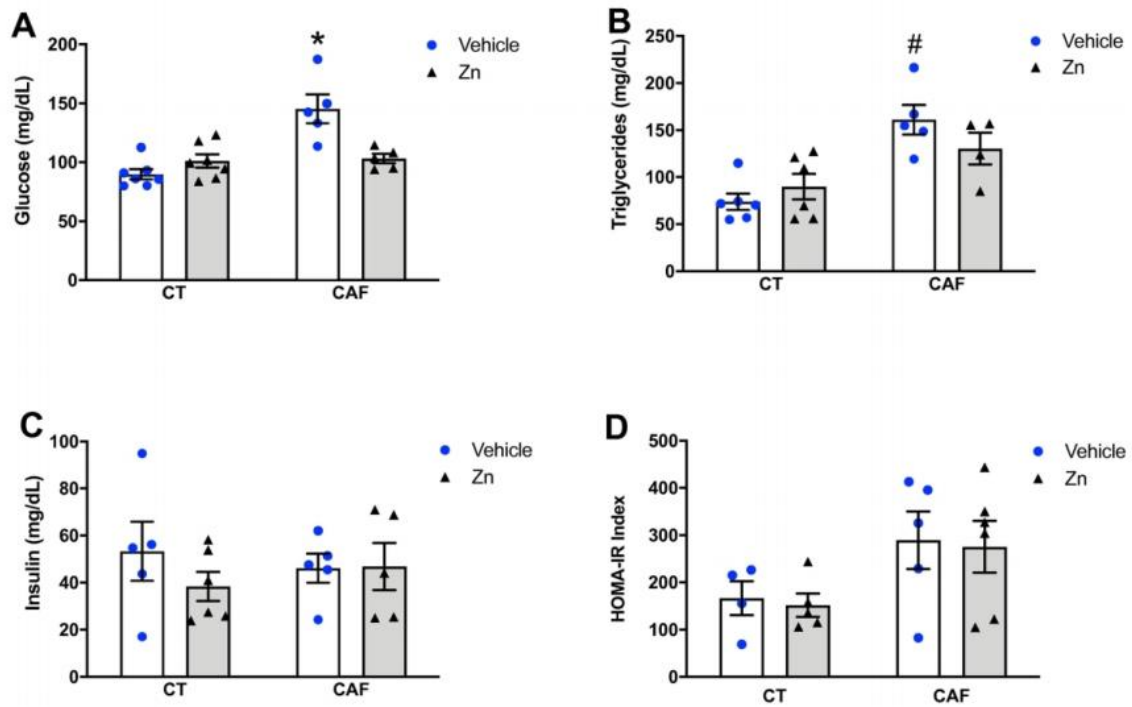 A
Glucose (mg/dL)
200
150
100
50
0
*
CT
CAF
Vehicle
Zn
B
Triglycerides (mg/dL)
250
200
150
100
50
0
#
CT
CAF
Vehicle
Zn
C
Insulin (mg/dL)
100
80
60
40
20
0
CT
CAF
Vehicle
Zn
D
HOMA-IR Index
500
400
300
200
100
0
CT
CAF
Vehicle
Zn